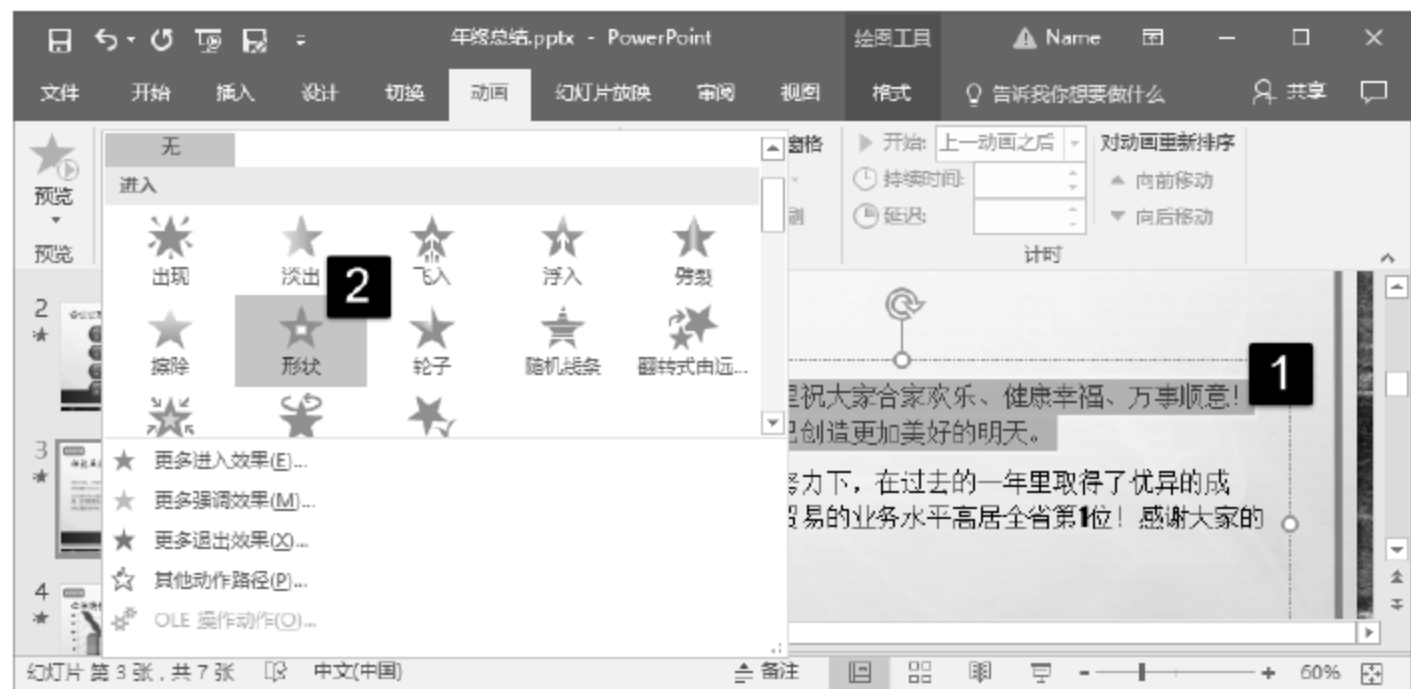 年终总结.pptx - PowerPoint
绘图工具
Name
文件 开始 插入 设计 切换 动画 幻灯片放映 审阅 视图 格式 告诉我你想要做什么 共享
无
窗格
开始: 上一动画之后
对动画重新排序
预览
进入
持续时间:
向前移动
刷
延迟:
向后移动
预览
计时
出现 淡出 飞入 浮入 劈裂
2
擦除 形状 轮子 随机线条 翻转式由远...
1
里祝大家合家欢乐、健康幸福、万事顺意!
己创造更加美好的明天。
努力下，在过去的一年里取得了优异的成
贸易的业务水平高居全省第1位！感谢大家的
2
3
4
更多进入效果(E)...
更多强调效果(M)...
更多退出效果(X)...
其他动作路径(P)...
OLE 操作动作(O)...
幻灯片 第 3 张，共 7 张 中文(中国) 备注 60%